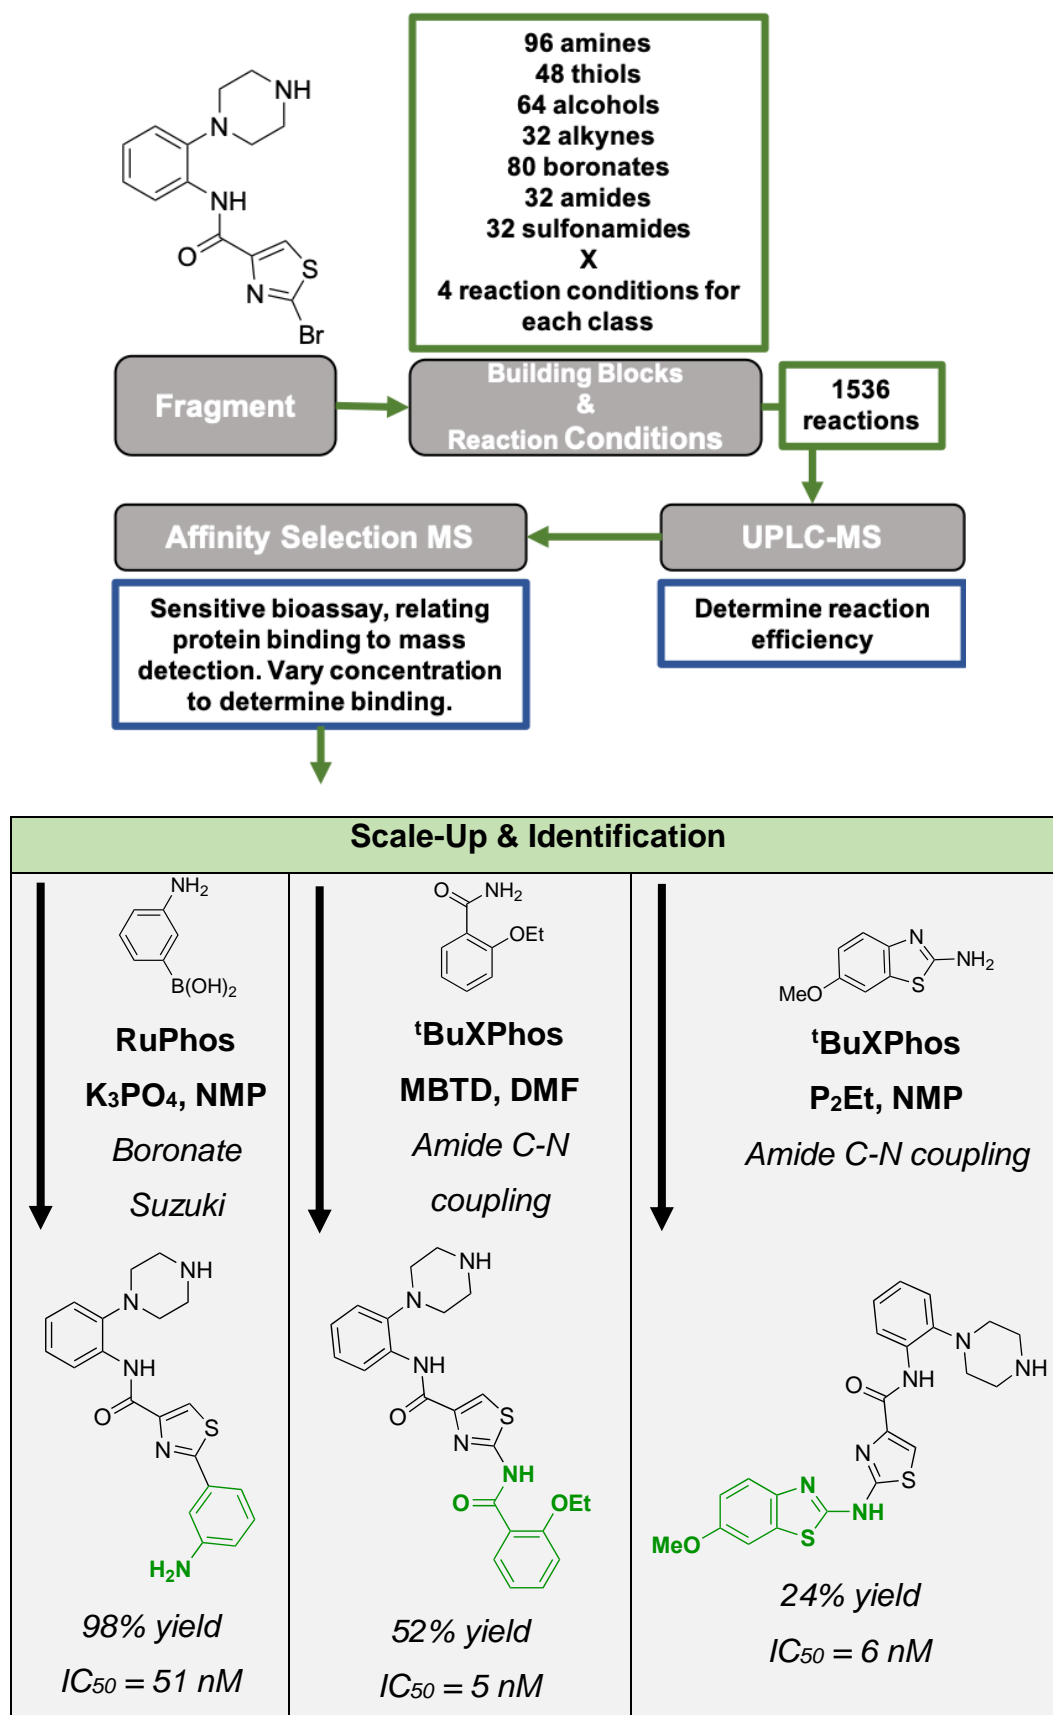 NH
N
NH
O
S
N
Br
96 amines
48 thiols
64 alcohols
32 alkynes
80 boronates
32 amides
32 sulfonamides
X
4 reaction conditions for
each class
Fragment
Building Blocks
&
Reaction Conditions
1536
reactions
Affinity Selection MS
UPLC-MS
Sensitive bioassay, relating
protein binding to mass
detection. Vary concentration
to determine binding.
Determine reaction
efficiency
Scale-Up & Identification
NH₂
B(OH)₂
RuPhos
K₃PO₄, NMP
Boronate
Suzuki
NH
N
NH
O
S
N
H₂N
98% yield
IC₅₀ = 51 nM
O NH₂
OEt
ᵗBuXPhos
MBTD, DMF
Amide C-N
coupling
NH
N
NH
O
S
N
NH
O OEt
52% yield
IC₅₀ = 5 nM
N
NH₂
S
MeO
ᵗBuXPhos
P₂Et, NMP
Amide C-N coupling
N
NH
NH
O
N
S
N
NH
S
MeO
24% yield
IC₅₀ = 6 nM